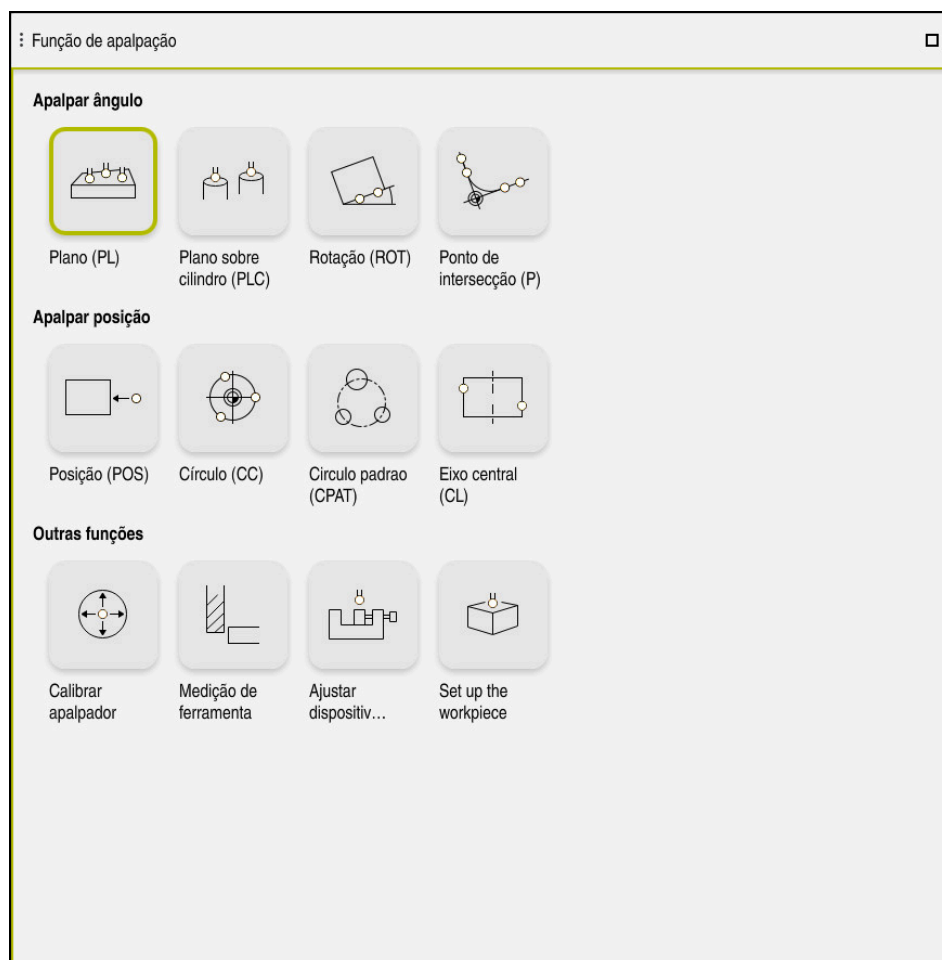 Função de apalpação
Apalpar ângulo
Plano (PL)
Plano sobre
cilindro (PLC)
Rotação (ROT)
Ponto de
intersecção (P)
Apalpar posição
Posição (POS)
Círculo (CC)
Circulo padrao
(CPAT)
Eixo central
(CL)
Outras funções
Calibrar
apalpador
Medição de
ferramenta
Ajustar
dispositiv…
Set up the
workpiece